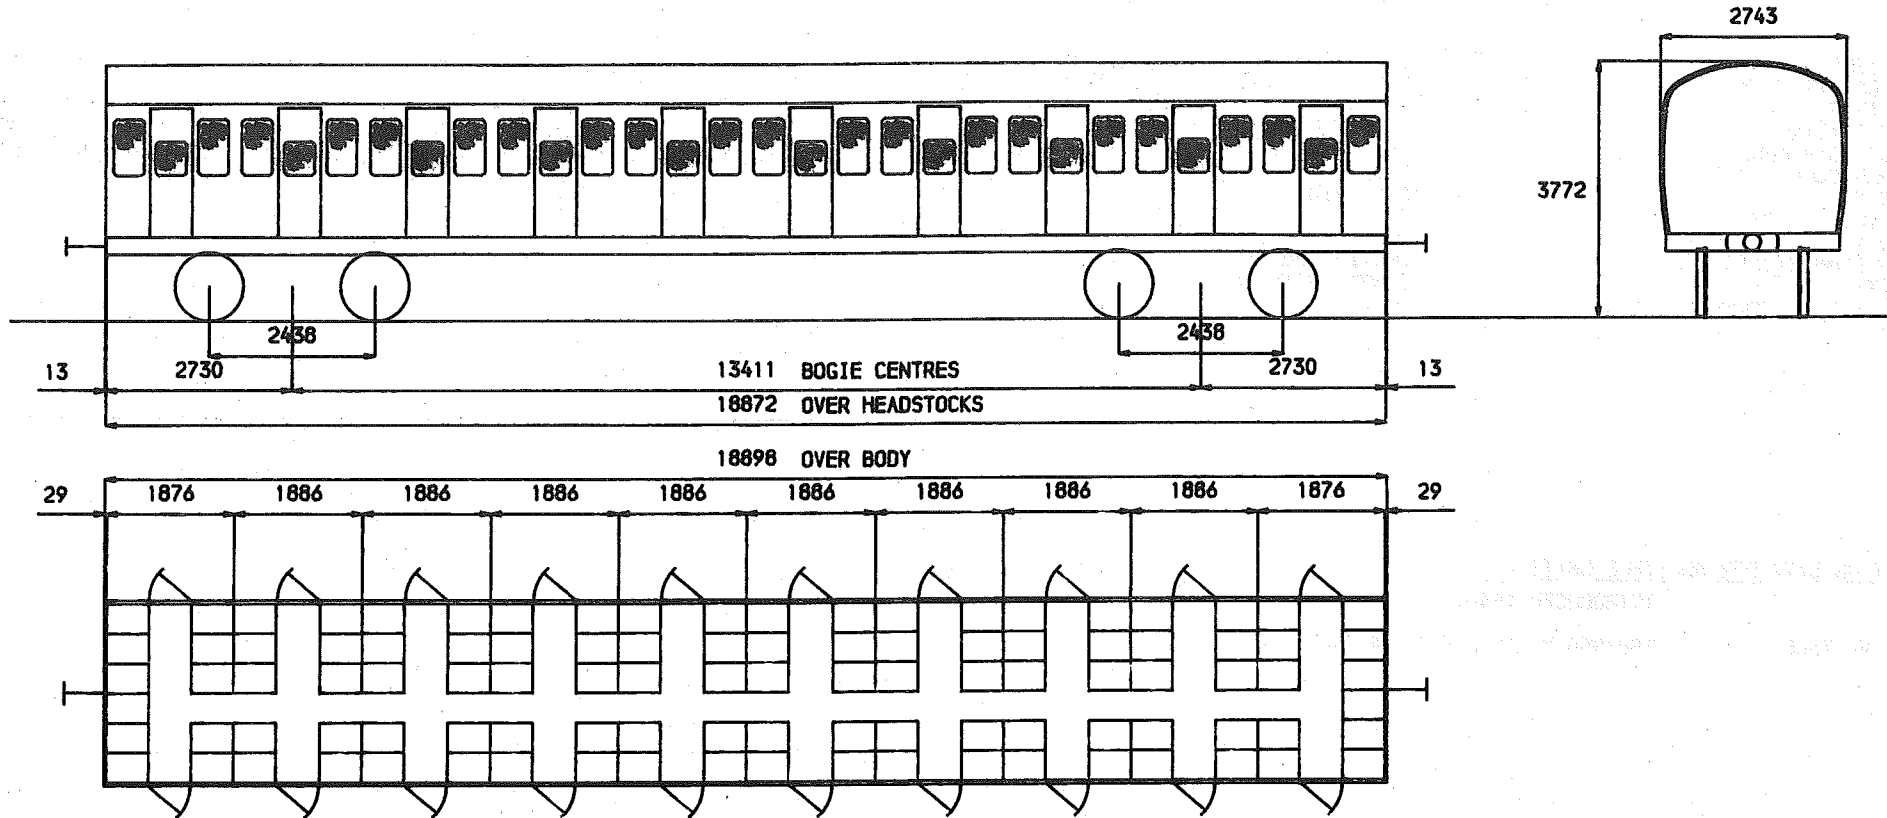 2743
3772
2438 2438
2730 2730
13 13411 BOGIE CENTRES 13
18872 OVER HEADSTOCKS
18898 OVER BODY
29 1876 1886 1886 1886 1886 1886 1886 1886 1886 1876 29